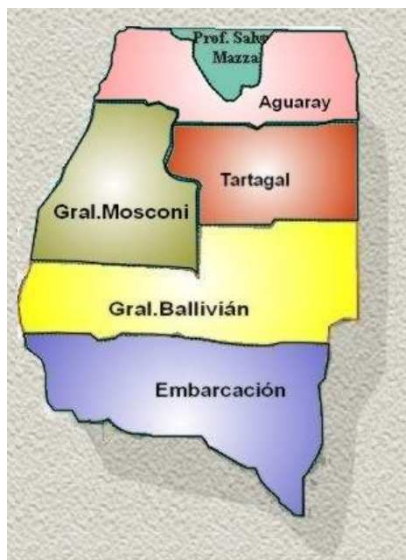 Prof. Salv
Mazza
Aguaray
Tartagal
Gral.Mosconi
Gral.Ballivián
Embarcación